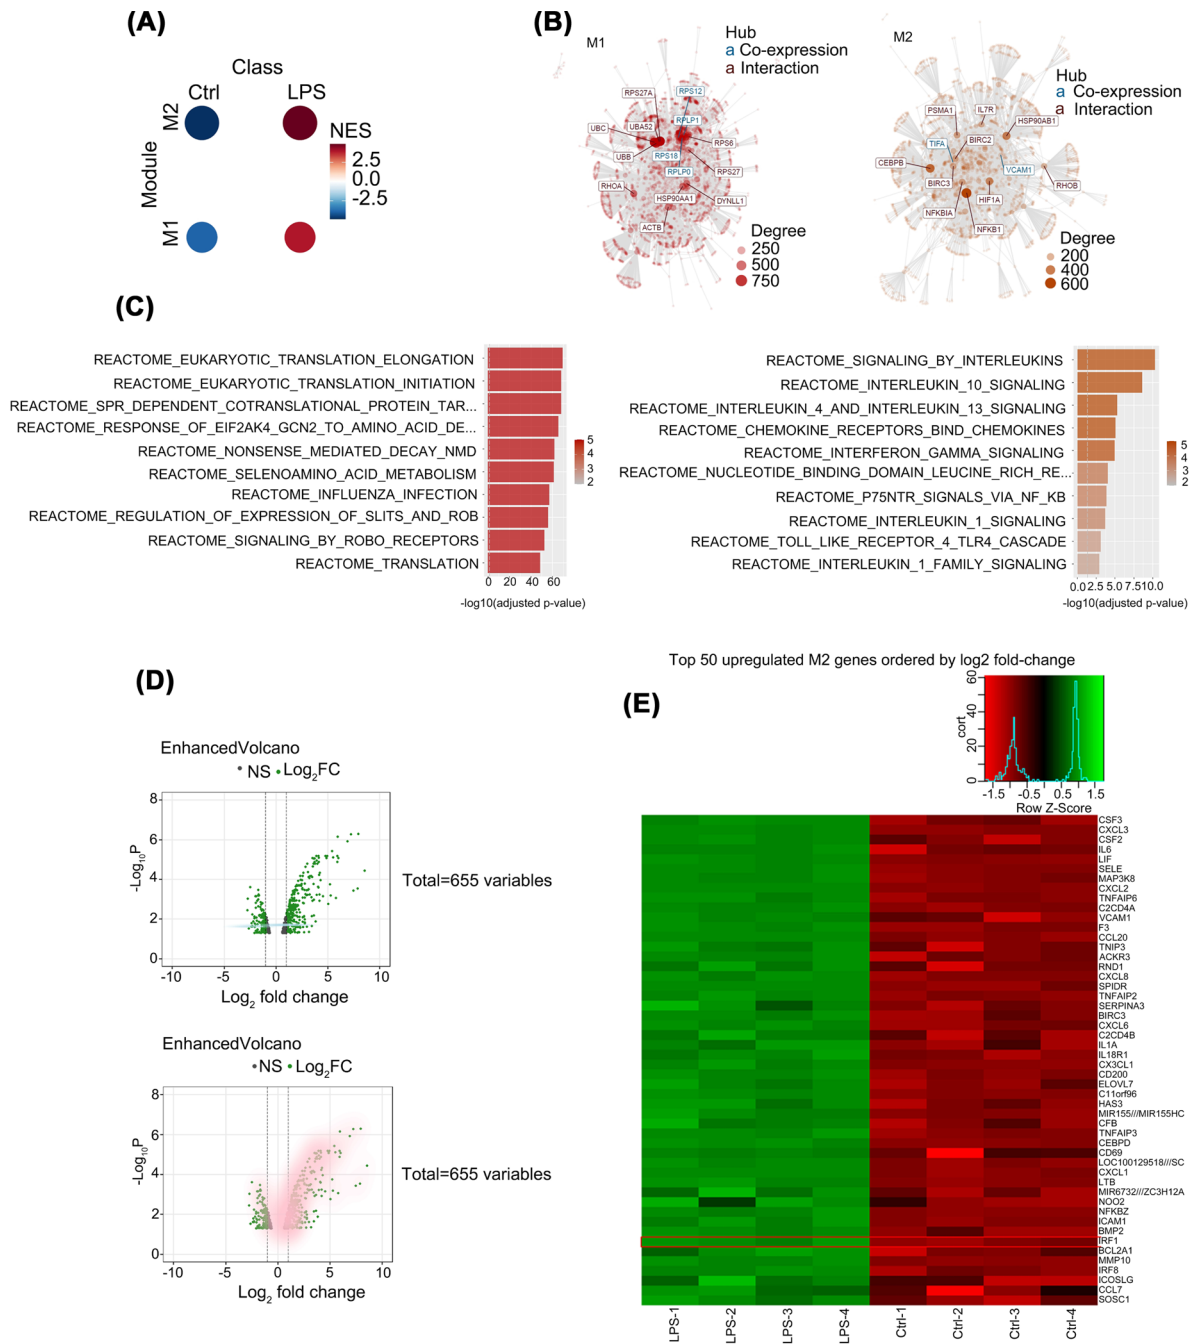 (A)
Class
Ctrl LPS
Module
M2
M1
NES
2.5
0.0
-2.5
(B)
M1
Hub
a Co-expression
a Interaction
RPS27A
RPS12
UBC
UBA52
RPLP1
RPS6
UBB
RPS18
RPLP0
RPS27
RHOA
HSP90AA1
DYNLL1
ACTB
Degree
250
500
750
M2
Hub
a Co-expression
a Interaction
PSMA1
IL7R
HSP90AB1
TIFA
BIRC2
CEBPB
VCAM1
BIRC3
RHOB
HIF1A
NFKBIA
NFKB1
Degree
200
400
600
(C)
REACTOME_EUKARYOTIC_TRANSLATION_ELONGATION
REACTOME_EUKARYOTIC_TRANSLATION_INITIATION
REACTOME_SPR_DEPENDENT_COTRANSLATIONAL_PROTEIN_TAR...
REACTOME_RESPONSE_OF_EIF2AK4_GCN2_TO_AMINO_ACID_DE...
REACTOME_NONSENSE_MEDIATED_DECAY_NMD
REACTOME_SELENOAMINO_ACID_METABOLISM
REACTOME_INFLUENZA_INFECTION
REACTOME_REGULATION_OF_EXPRESSION_OF_SLITS_AND_ROB
REACTOME_SIGNALING_BY_ROBO_RECEPTORS
REACTOME_TRANSLATION
0 20 40 60
-log10(adjusted p-value)
5
4
3
2
REACTOME_SIGNALING_BY_INTERLEUKINS
REACTOME_INTERLEUKIN_10_SIGNALING
REACTOME_INTERLEUKIN_4_AND_INTERLEUKIN_13_SIGNALING
REACTOME_CHEMOKINE_RECEPTORS_BIND_CHEMOKINES
REACTOME_INTERFERON_GAMMA_SIGNALING
REACTOME_NUCLEOTIDE_BINDING_DOMAIN_LEUCINE_RICH_RE...
REACTOME_P75NTR_SIGNALS_VIA_NF_KB
REACTOME_INTERLEUKIN_1_SIGNALING
REACTOME_TOLL_LIKE_RECEPTOR_4_TLR4_CASCADE
REACTOME_INTERLEUKIN_1_FAMILY_SIGNALING
0.0 2.5 5.0 7.5 10.0
-log10(adjusted p-value)
5
4
3
2
(D)
EnhancedVolcano
NS Log2FC
8
6
4
2
0
-Log10P
-10 -5 0 5 10
Log2 fold change
Total=655 variables
EnhancedVolcano
NS Log2FC
8
6
4
2
0
-Log10P
-10 -5 0 5 10
Log2 fold change
Total=655 variables
(E)
Top 50 upregulated M2 genes ordered by log2 fold-change
cort
0 20 40 60
-1.5 -0.5 0.5 1.5
Row Z-Score
CSF3
CXCL3
CSF2
IL6
LIF
SELE
MAP3K8
CXCL2
TNFAIP6
C2CD4A
VCAM1
F3
CCL20
TNIP3
ACKR3
RND1
CXCL8
SPIDR
TNFAIP2
SERPINA3
BIRC3
CXCL6
C2CD4B
IL1A
IL18R1
CX3CL1
CD200
ELOVL7
C11orf96
HAS3
MIR155///MIR155HC
CFB
TNFAIP3
CEBPD
CD69
LOC100129518///SC
CXCL1
LTB
MIR6732///ZC3H12A
NOO2
NFKBZ
ICAM1
BMP2
IRF1
BCL2A1
MMP10
IRF8
ICOSLG
CCL7
SOSC1
LPS-1 LPS-2 LPS-3 LPS-4 Ctrl-1 Ctrl-2 Ctrl-3 Ctrl-4